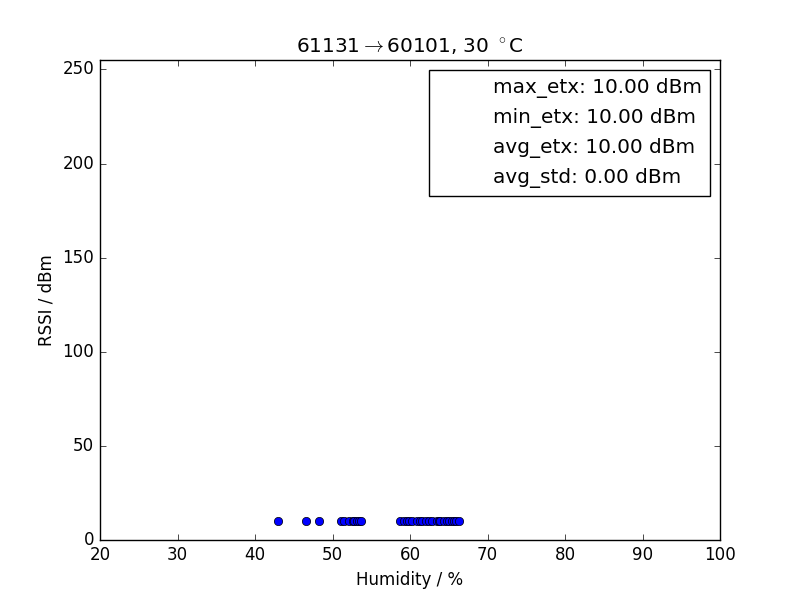 61131→60101, 30 °C
max_etx: 10.00 dBm
min_etx: 10.00 dBm
avg_etx: 10.00 dBm
avg_std: 0.00 dBm
RSSI / dBm
250
200
150
100
50
0
20 30 40 50 60 70 80 90 100
Humidity / %